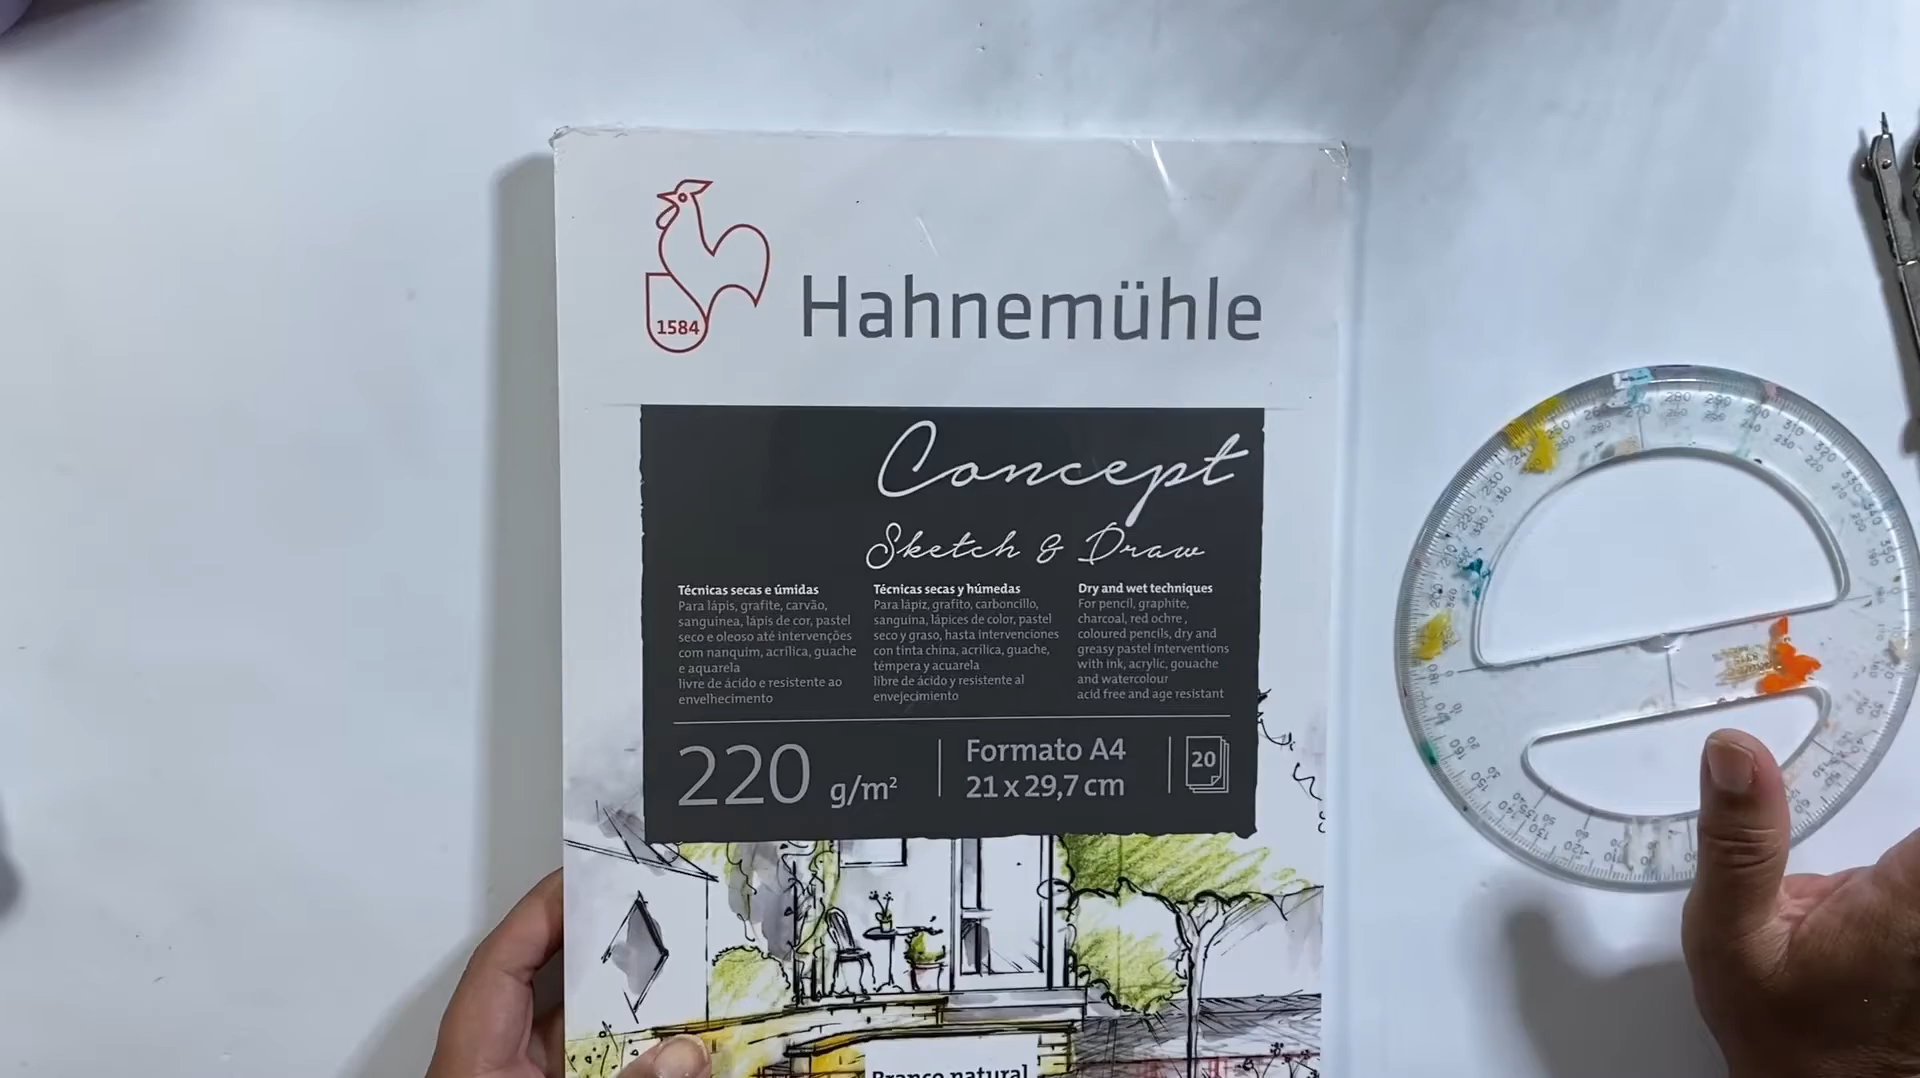 1584
Hahnemühle
Concept
Sketch & Draw
Técnicas secas e úmidas
Para lápis, grafite, carvão,
sanguínea, lápis de cor, pastel
seco e oleoso até intervenções
com nanquim, acrílica, guache
e aquarela
livre de ácido e resistente ao
envelhecimento
Técnicas secas y húmedas
Para lápiz, grafito, carboncillo,
sanguina, lápices de color, pastel
seco y graso, hasta intervenciones
con tinta china, acrílica, guache,
témpera y acuarela
libre de ácido y resistente al
envejecimiento
Dry and wet techniques
For pencil, graphite,
charcoal, red ochre,
coloured pencils, dry and
greasy pastel interventions
with ink, acrylic, gouache
and watercolour
acid free and age resistant
220 g/m²
Formato A4
21 x 29,7 cm
20
Branco natural